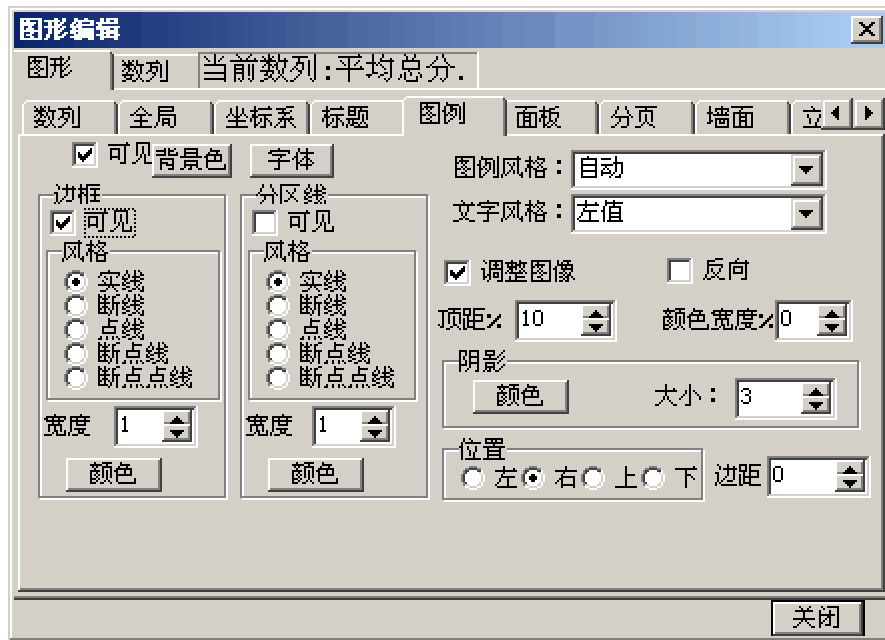 图形编辑
图形 数列 当前数列:平均总分.
数列 全局 坐标系 标题 图例 面板 分页 墙面 立
可见 背景色 字体 图例风格: 自动
边框 分区线 文字风格: 左值
可见 可见
风格 风格 调整图像 反向
实线 实线
断线 断线
点线 点线 顶距% 10 颜色宽度% 0
断点线 断点线 阴影
断点点线 断点点线 颜色 大小: 3
宽度 1 宽度 1 位置
颜色 颜色 左 右 上 下 边距 0
关闭